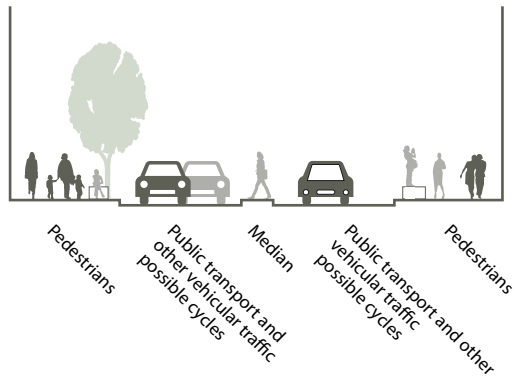 Pedestrians
Public transport and
other vehicular traffic
possible cycles
Median
Public transport and other
vehicular traffic
possible cycles
Pedestrians